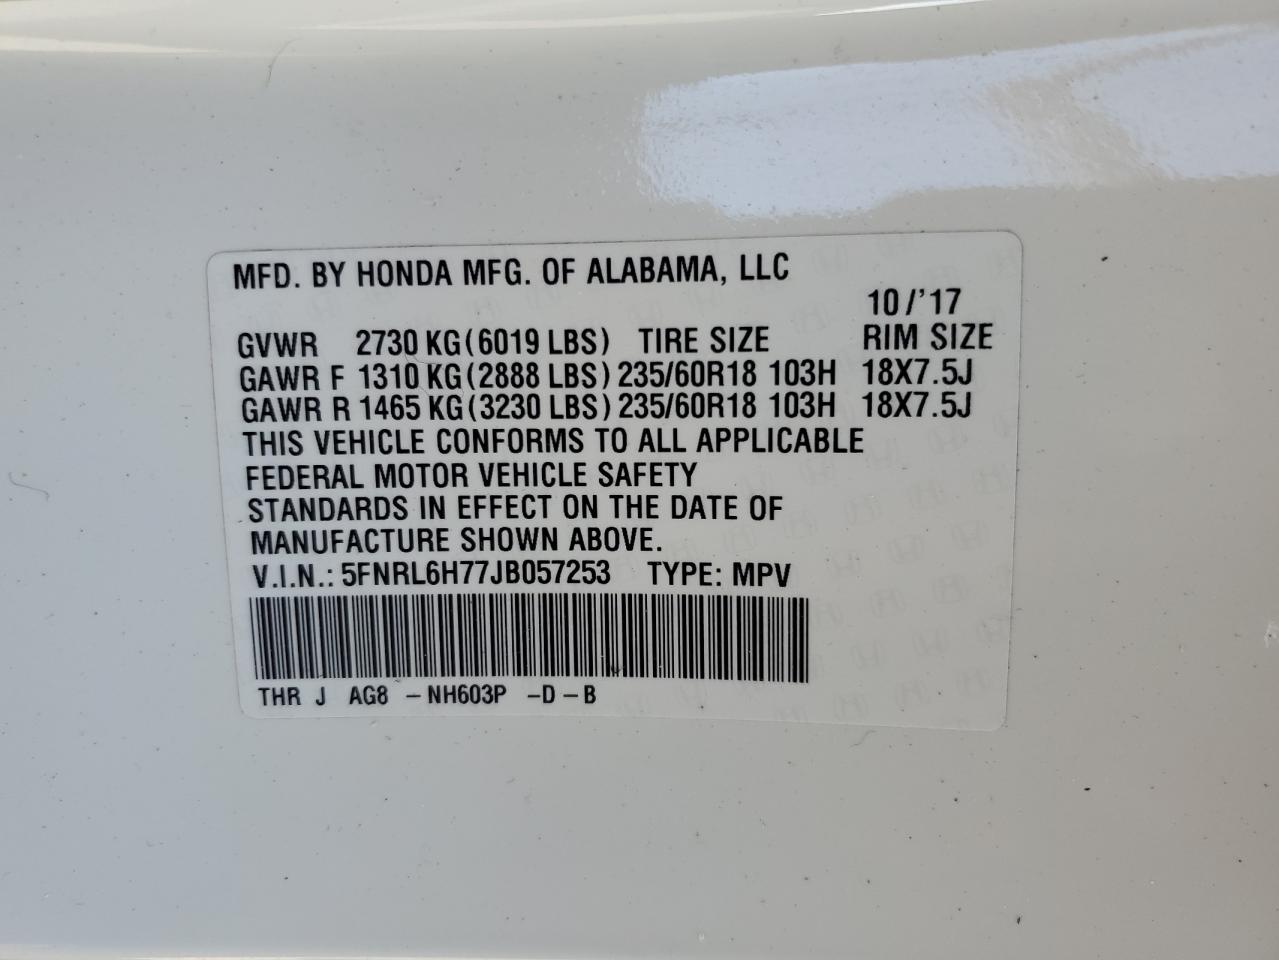 MFD. BY HONDA MFG. OF ALABAMA, LLC
10/'17
GVWR 2730 KG(6019 LBS) TIRE SIZE RIM SIZE
GAWR F 1310 KG(2888 LBS) 235/60R18 103H 18X7.5J
GAWR R 1465 KG(3230 LBS) 235/60R18 103H 18X7.5J
THIS VEHICLE CONFORMS TO ALL APPLICABLE
FEDERAL MOTOR VEHICLE SAFETY
STANDARDS IN EFFECT ON THE DATE OF
MANUFACTURE SHOWN ABOVE.
V.I.N.: 5FNRL6H77JB057253 TYPE: MPV
THR J AG8 -NH603P -D-B